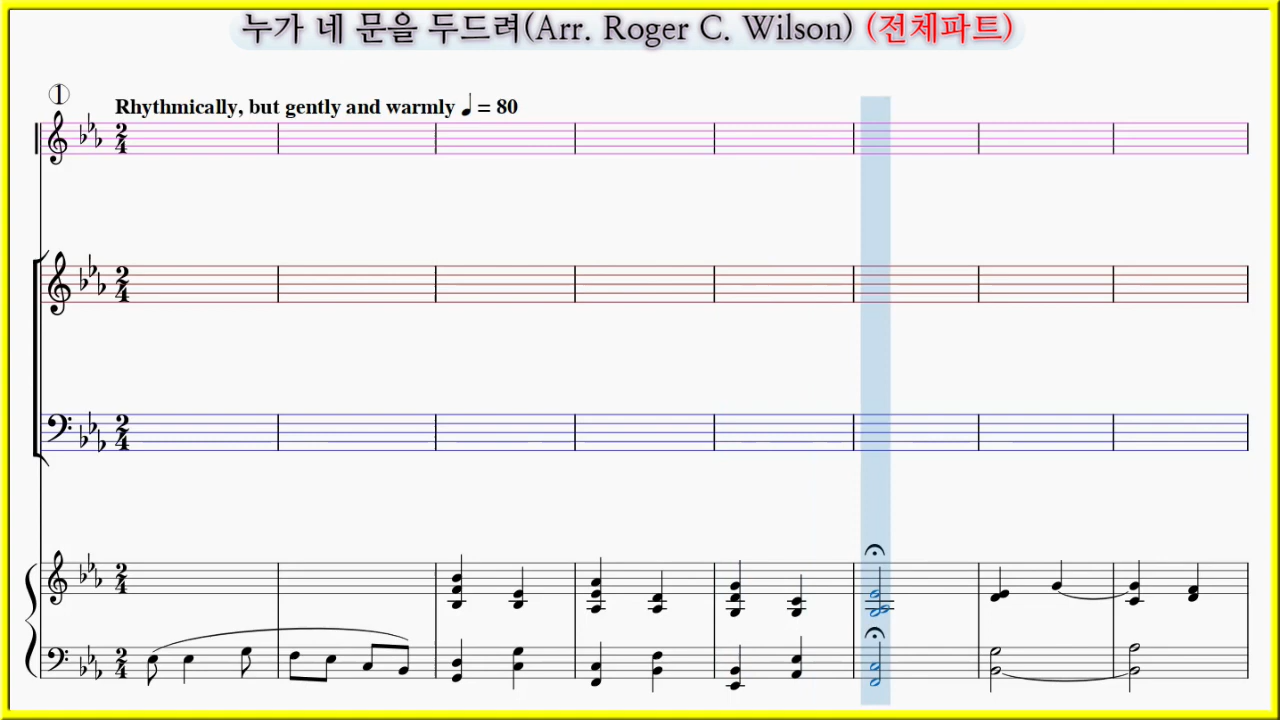 누가 네 문을 두드려(Arr. Roger C. Wilson) (전체파트)
①
Rhythmically, but gently and warmly ♩ = 80